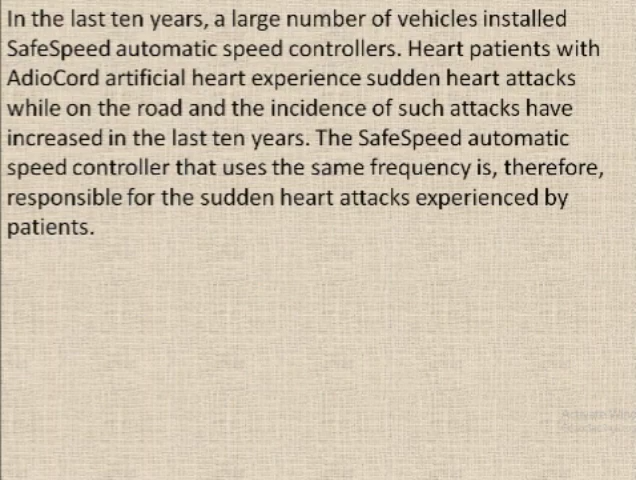 In the last ten years, a large number of vehicles installed
SafeSpeed automatic speed controllers. Heart patients with
AdioCord artificial heart experience sudden heart attacks
while on the road and the incidence of such attacks have
increased in the last ten years. The SafeSpeed automatic
speed controller that uses the same frequency is, therefore,
responsible for the sudden heart attacks experienced by
patients.